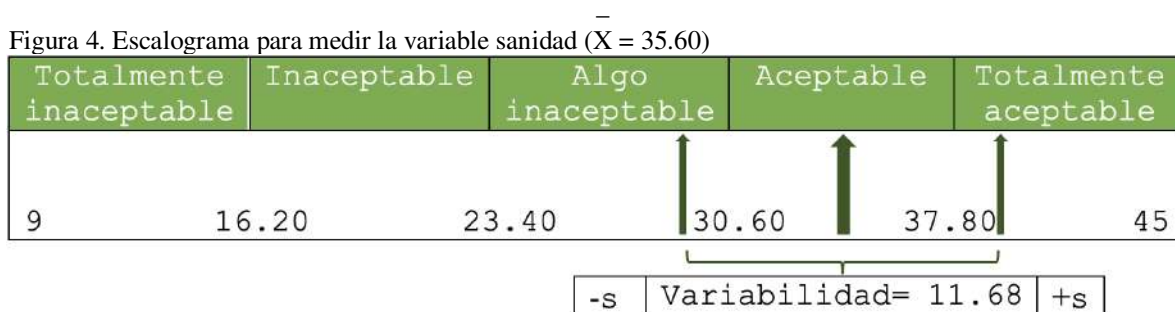 Figura 4. Escalograma para medir la variable sanidad (X̄ = 35.60)
Totalmente inaceptable Inaceptable Algo inaceptable Aceptable Totalmente aceptable
9 16.20 23.40 30.60 37.80 45
-s Variabilidad= 11.68 +s